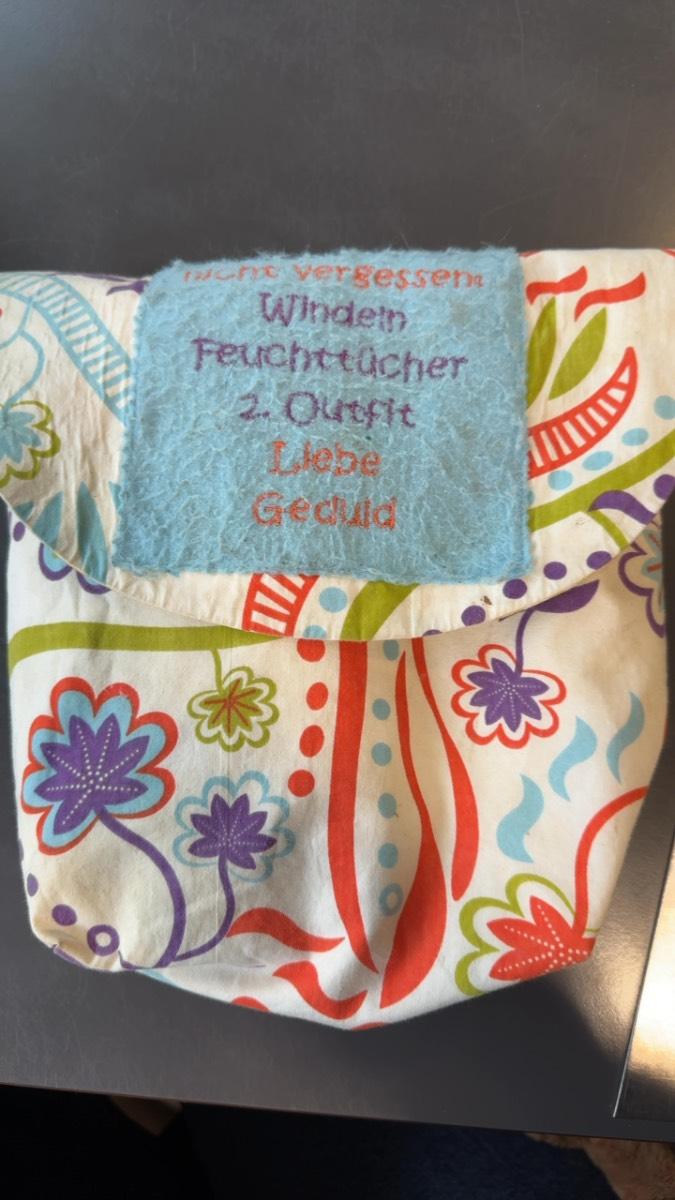 nicht vergessen:
Windeln
Feuchttücher
2. Outfit
Liebe
Geduld